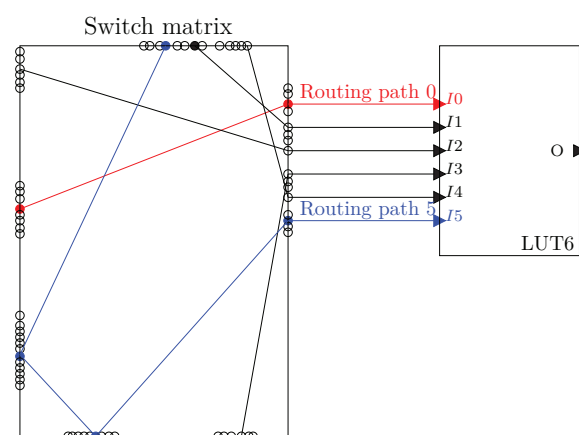 Switch matrix
Routing path 0
I0
I1
I2
I3
I4
Routing path 5
I5
O
LUT6